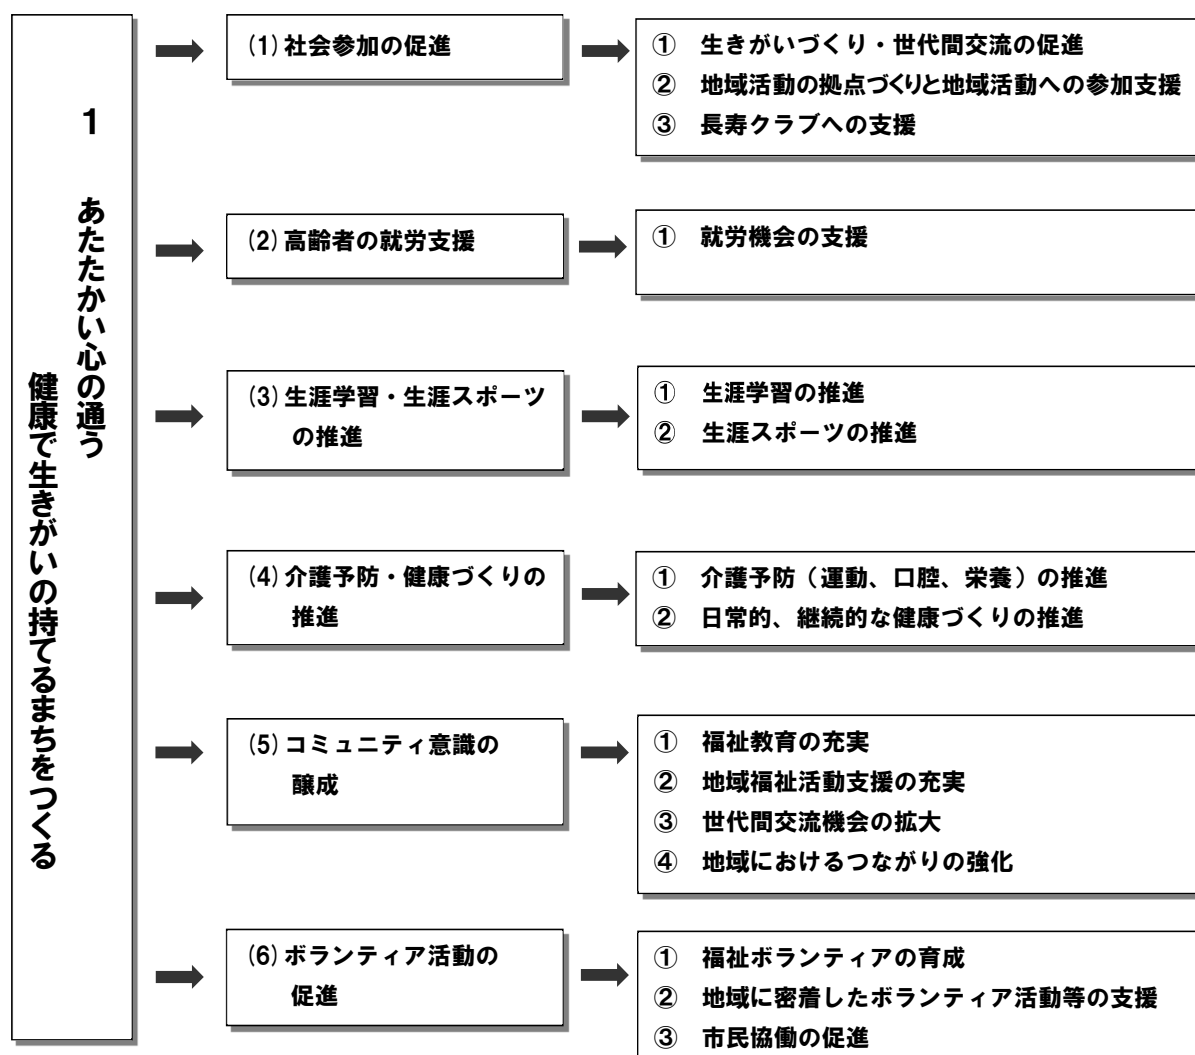 1 あたたかい心の通う
健康で生きがいの持てるまちをつくる
(1)社会参加の促進
① 生きがいづくり・世代間交流の促進
② 地域活動の拠点づくりと地域活動への参加支援
③ 長寿クラブへの支援
(2)高齢者の就労支援
① 就労機会の支援
(3)生涯学習・生涯スポーツ
の推進
① 生涯学習の推進
② 生涯スポーツの推進
(4)介護予防・健康づくりの
推進
① 介護予防（運動、口腔、栄養）の推進
② 日常的、継続的な健康づくりの推進
(5)コミュニティ意識の
醸成
① 福祉教育の充実
② 地域福祉活動支援の充実
③ 世代間交流機会の拡大
④ 地域におけるつながりの強化
(6)ボランティア活動の
促進
① 福祉ボランティアの育成
② 地域に密着したボランティア活動等の支援
③ 市民協働の促進